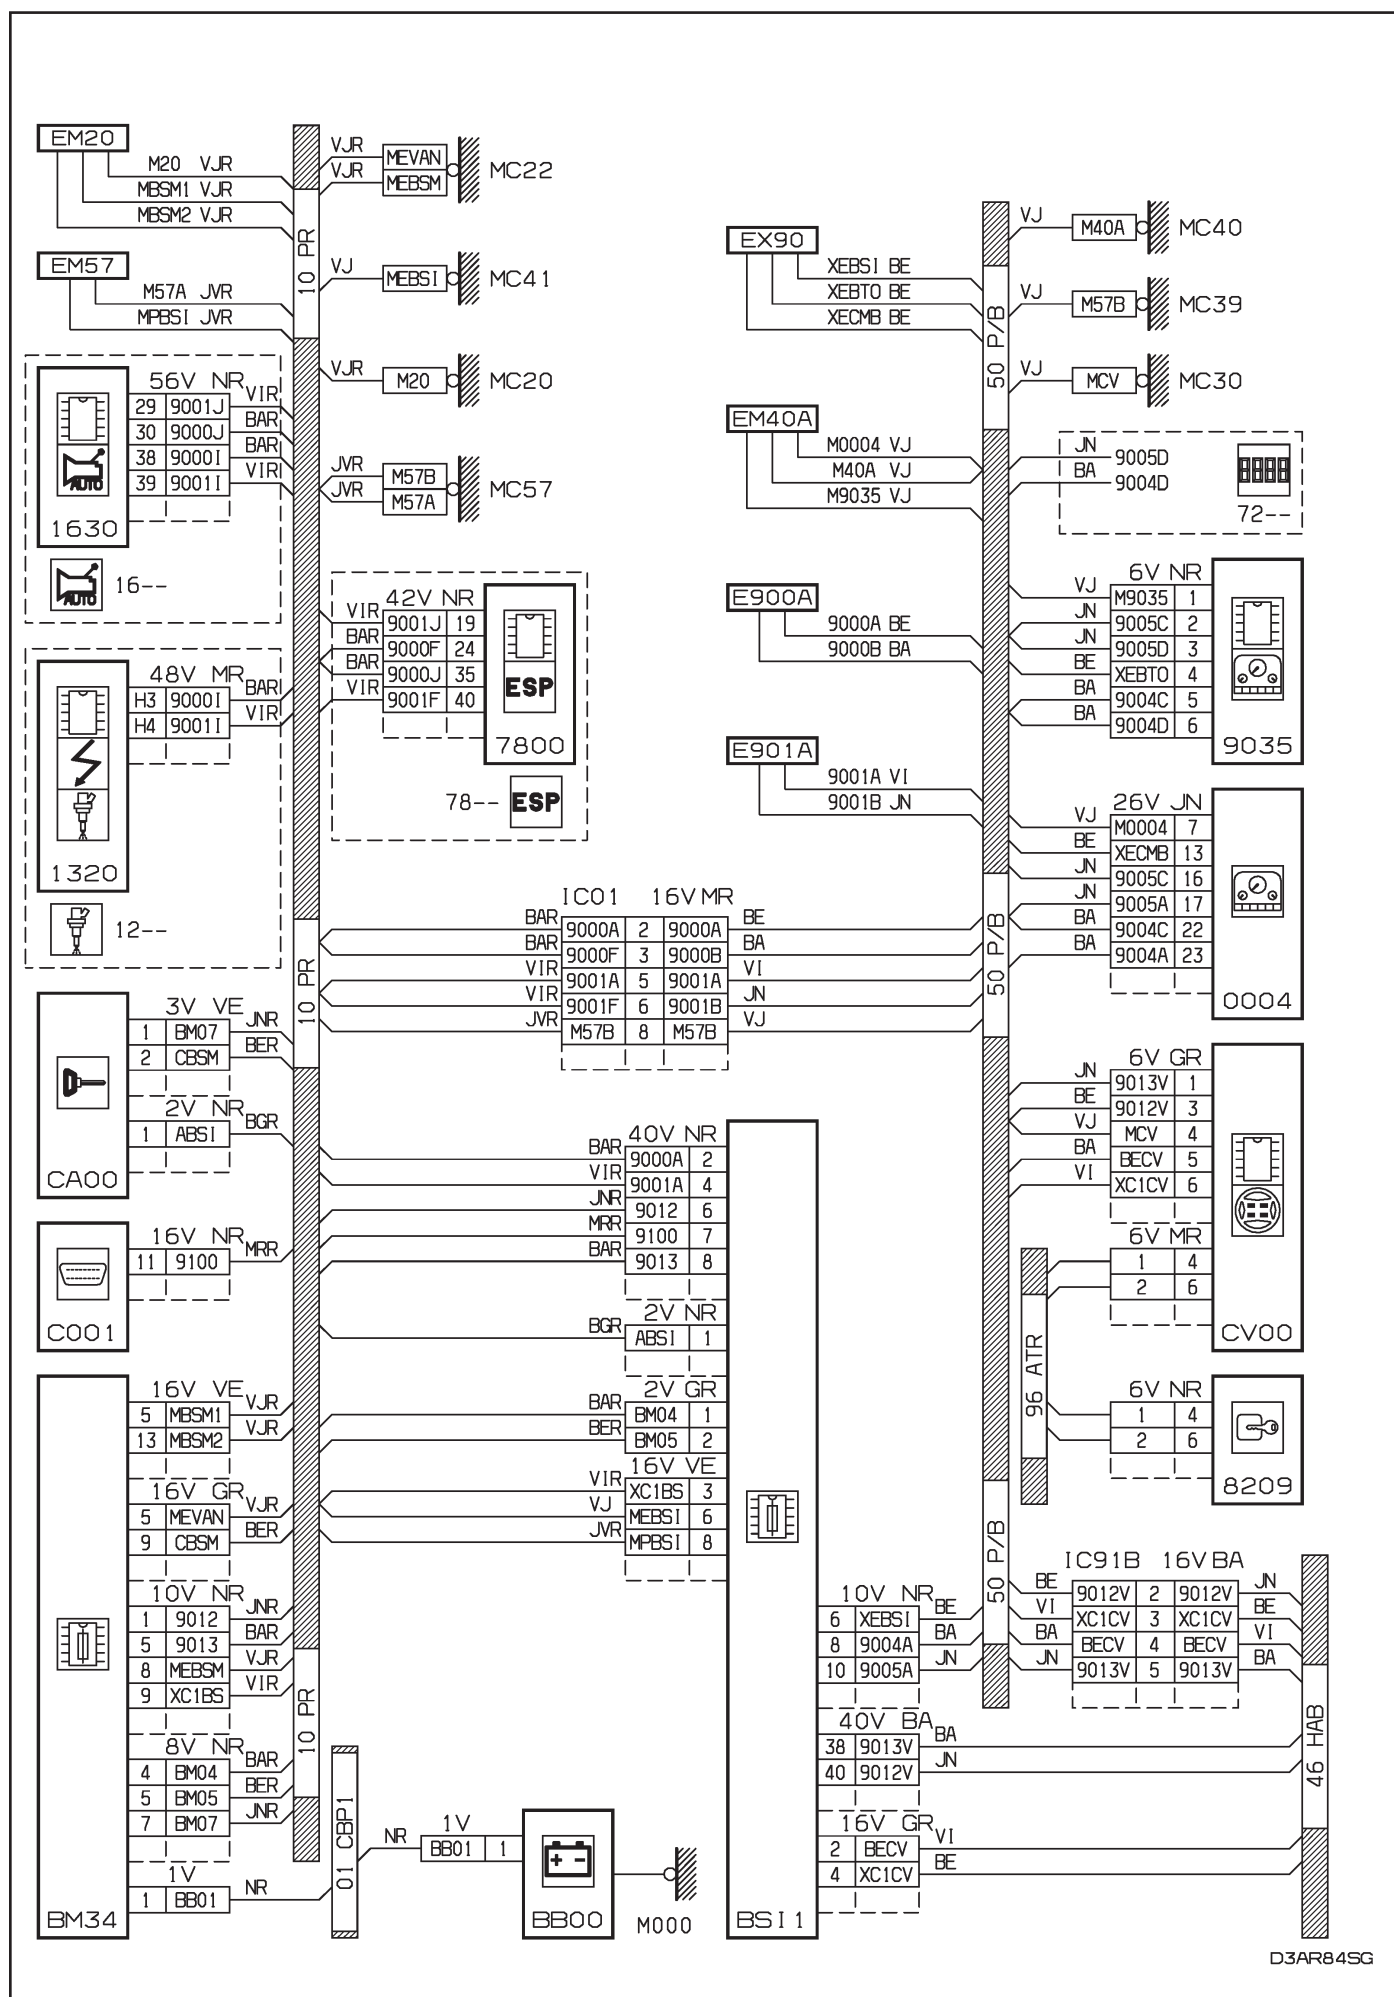 EM20
M20 VJR
MBSM1 VJR
MBSM2 VJR
10 PR
VJR MEVAN
VJR MEBSM
MC22
EM57
M57A JVR
MPBSI JVR
VJ MEBSI MC41
VJR M20 MC20
JVR M57B
JVR M57A
MC57
56V NR
29 9001J VIR
30 9000J BAR
38 9000I BAR
39 9001I VIR
AUTO
1630
AUTO
16--
48V MR
H3 9000I BAR
H4 9001I VIR
1320
12--
42V NR
VIR 9001J 19
BAR 9000F 24
BAR 9000J 35
VIR 9001F 40
ESP
7800
78-- ESP
EX90
XEBSI BE
XEBTO BE
XECMB BE
50 P/B
EM40A
M0004 VJ
M40A VJ
M9035 VJ
E900A
9000A BE
9000B BA
E901A
9001A VI
9001B JN
VJ M40A MC40
VJ M57B MC39
VJ MCV MC30
JN 9005D
BA 9004D
8888
72--
6V NR
VJ M9035 1
JN 9005C 2
JN 9005D 3
BE XEBTO 4
BA 9004C 5
BA 9004D 6
9035
26V JN
VJ M0004 7
BE XECMB 13
JN 9005C 16
JN 9005A 17
BA 9004C 22
BA 9004A 23
0004
IC01 16V MR
BAR 9000A 2 9000A BE
BAR 9000F 3 9000B BA
VIR 9001A 5 9001A VI
VIR 9001F 6 9001B JN
JVR M57B 8 M57B VJ
10 PR
50 P/B
3V VE
1 BM07 JNR
2 CBSM BER
2V NR
1 ABSI BGR
CA00
16V NR
11 9100 MRR
C001
40V NR
BAR 9000A 2
VIR 9001A 4
JNR 9012 6
MRR 9100 7
BAR 9013 8
2V NR
BGR ABSI 1
2V GR
BAR BM04 1
BER BM05 2
16V VE
VIR XC1BS 3
VJ MEBSI 6
JVR MPBSI 8
6V GR
JN 9013V 1
BE 9012V 3
VJ MCV 4
BA BECV 5
VI XC1CV 6
6V MR
1 4
2 6
CV00
96 ATR
6V NR
1 4
2 6
8209
16V VE
5 MBSM1 VJR
13 MBSM2 VJR
16V GR
5 MEVAN VJR
9 CBSM BER
10V NR
1 9012 JNR
5 9013 BAR
8 MEBSM VJR
9 XC1BS VIR
8V NR
4 BM04 BAR
5 BM05 BER
7 BM07 JNR
1V
1 BB01 NR
BM34
10 PR
01 CBP1
1V
NR BB01 1
+ -
BB00
M000
BSI1
10V NR
6 XEBSI BE
8 9004A BA
10 9005A JN
40V BA
38 9013V BA
40 9012V JN
16V GR
2 BECV VI
4 XC1CV BE
50 P/B
IC91B 16V BA
BE 9012V 2 9012V JN
VI XC1CV 3 XC1CV BE
BA BECV 4 BECV VI
JN 9013V 5 9013V BA
46 HAB
D3AR84SG